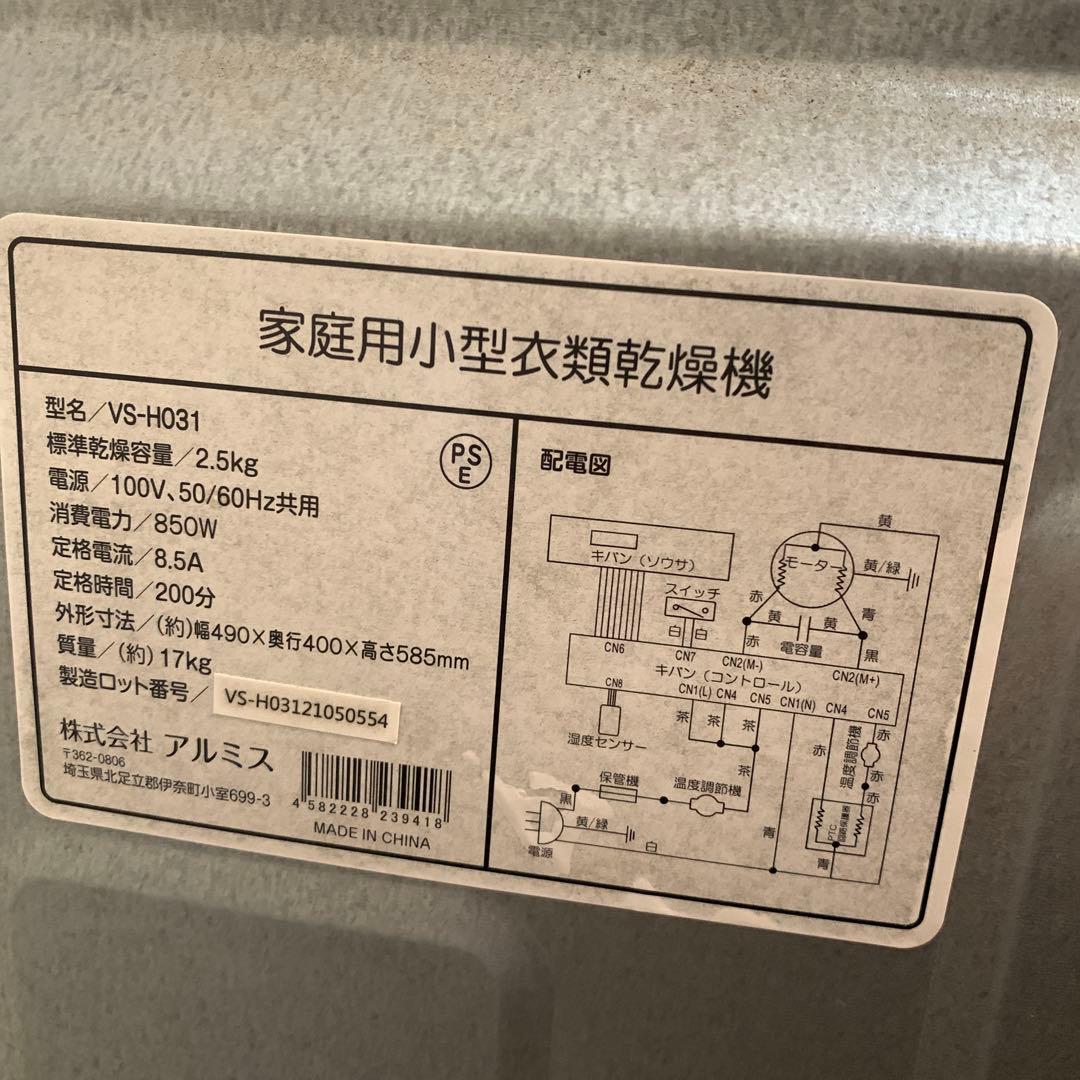 家庭用小型衣類乾燥機
型名／VS-H031
標準乾燥容量／2.5kg
電源／100V、50/60Hz共用
消費電力／850W
定格電流／8.5A
定格時間／200分
外形寸法／(約)幅490×奥行400×高さ585mm
質量／(約)17kg
製造ロット番号／ VS-H03121050554
PS
E
株式会社 アルミス
〒362-0806
埼玉県北足立郡伊奈町小室699-3
4 582228 239418
MADE IN CHINA
配電図
黄
キバン（ソウサ）
モーター
黄/緑
スイッチ
赤
青
黄
黄
白
白
赤
電容量
黒
CN6
CN7
CN2(M-)
CN2(M+)
キバン（コントロール）
CN8
CN1(L)
CN4
CN5
CN1(N)
CN4
CN5
茶
茶
茶
赤
温度調節機
赤
湿度センサー
茶
赤
保管機
温度調節機
赤
黒
黄/緑
青
PTC
電源
白
青